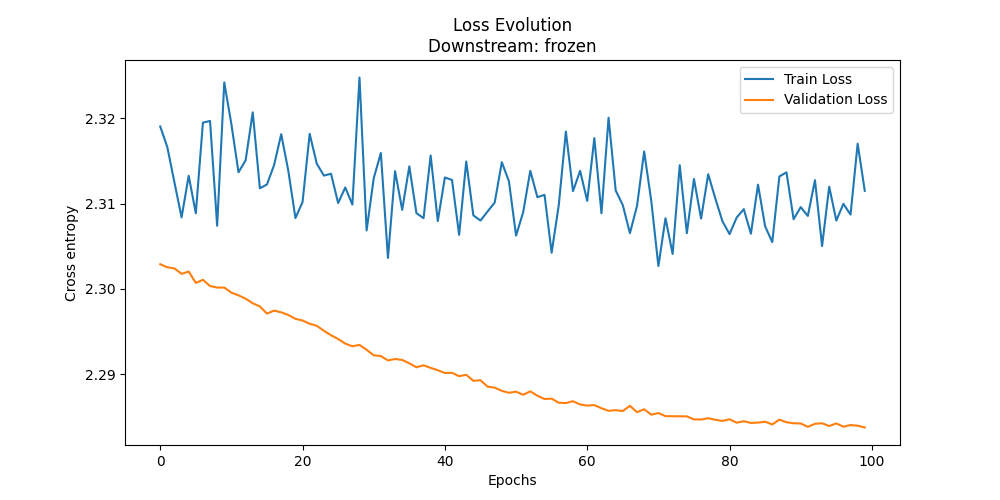 Loss Evolution
Downstream: frozen
Train Loss
Validation Loss
Cross entropy
2.32
2.31
2.30
2.29
0
20
40
60
80
100
Epochs